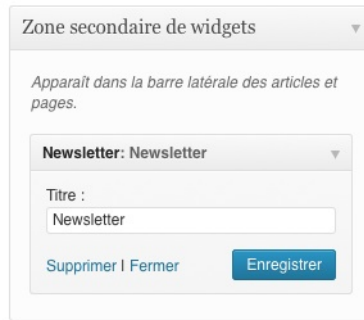 Zone secondaire de widgets
Apparaît dans la barre latérale des articles et
pages.
Newsletter: Newsletter
Titre :
Newsletter
Supprimer | Fermer
Enregistrer